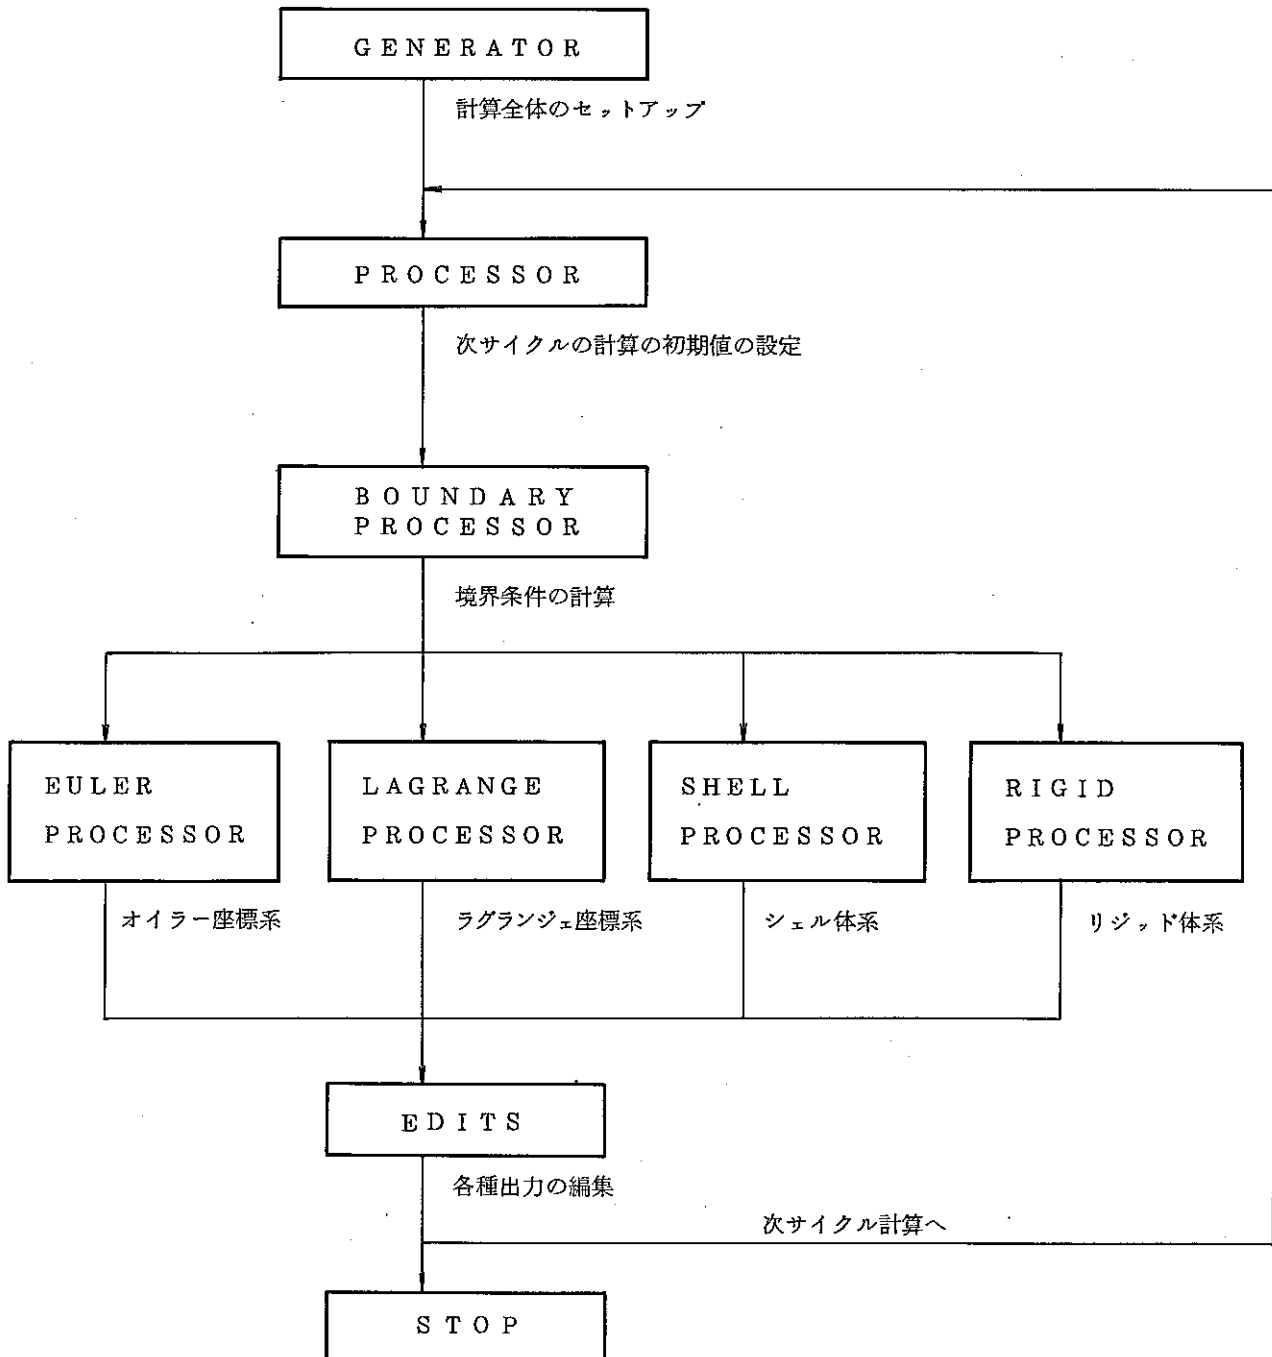 GENERATOR
計算全体のセットアップ
PROCESSOR
次サイクルの計算の初期値の設定
BOUNDARY
PROCESSOR
境界条件の計算
EULER
PROCESSOR
LAGRANGE
PROCESSOR
SHELL
PROCESSOR
RIGID
PROCESSOR
オイラー座標系
ラグランジェ座標系
シェル体系
リジッド体系
EDITS
各種出力の編集
次サイクル計算へ
STOP